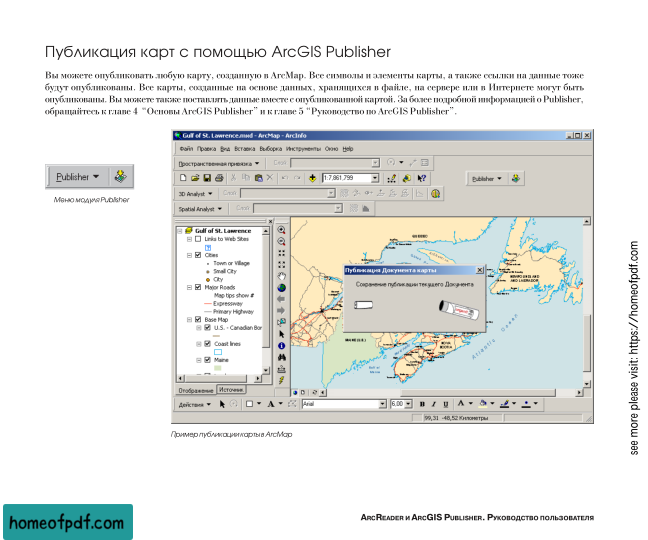 Публикация карт с помощью ArcGIS Publisher
Вы можете опубликовать любую карту, созданную в ArcMap. Все символы и элементы карты, а также ссылки на данные тоже
будут опубликованы. Все карты, созданные на основе данных, хранящихся в файле, на сервере или в Интернете могут быть
опубликованы. Вы можете также поставлять данные вместе с опубликованной картой. За более подробной информацией о Publisher,
обращайтесь к главе 4 “Основы ArcGIS Publisher” и к главе 5 “Руководство по ArcGIS Publisher”.
Publisher
Меню модуля Publisher
Gulf of St. Lawrence.mxd - ArcMap - ArcInfo
Файл Правка Вид Вставка Выборка Инструменты Окно Help
Пространственная привязка Слой
1:7,861,799
Publisher
3D Analyst Слой
Spatial Analyst Слой
Gulf of St. Lawrence
Links to Web Sites
Cities
Town or Village
Small City
City
Major Roads
Map tips show #
Expressway
Primary Highway
Base Map
U.S. - Canadian Bor
Coast lines
Maine
Отображение Источник
Публикация Документа карты
Сохранение публикации текущего Документа
Atlantic Ocean
Действия Arial 6,00
99,31 -48,52 Километры
Пример публикации карты в ArcMap
see more please visit: https://homeofpdf.com
ArcReader и ArcGIS Publisher. Руководство пользователя
homeofpdf.com